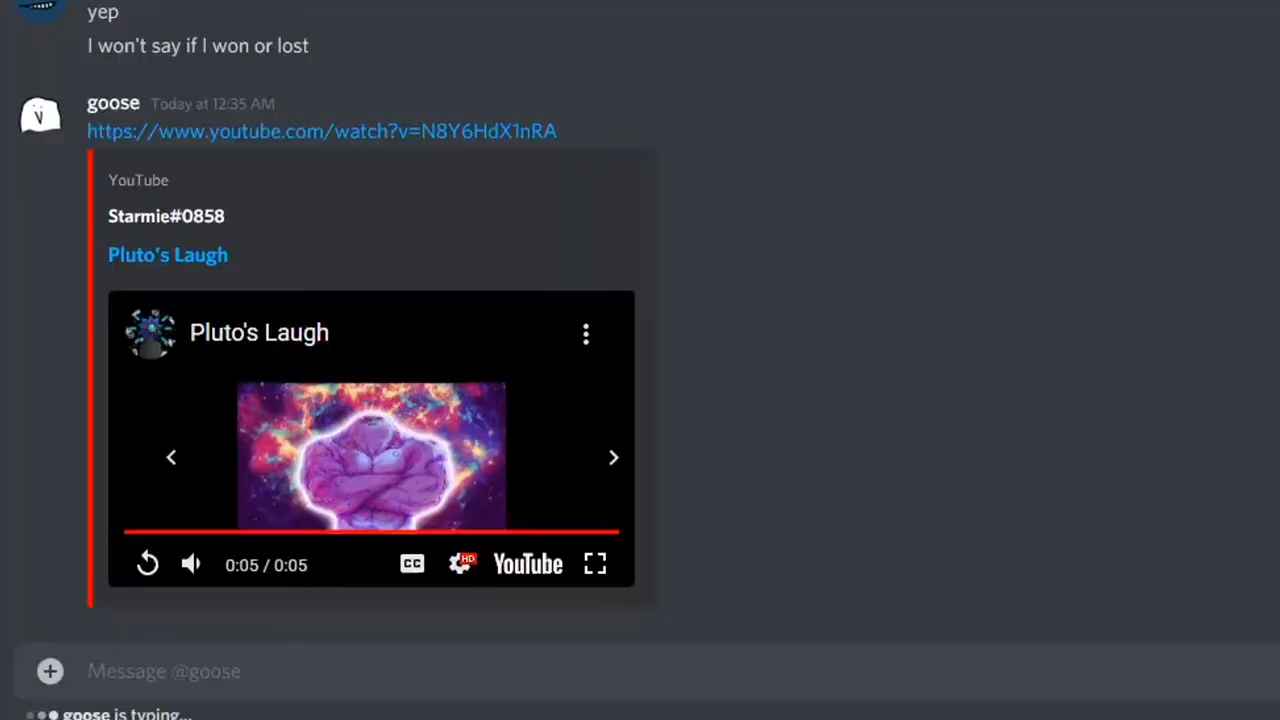 yep
I won't say if I won or lost
goose Today at 12:35 AM
https://www.youtube.com/watch?v=N8Y6HdX1nRA
YouTube
Starmie#0858
Pluto's Laugh
Pluto's Laugh
0:05 / 0:05 CC HD YouTube
Message @goose
goose is typing...